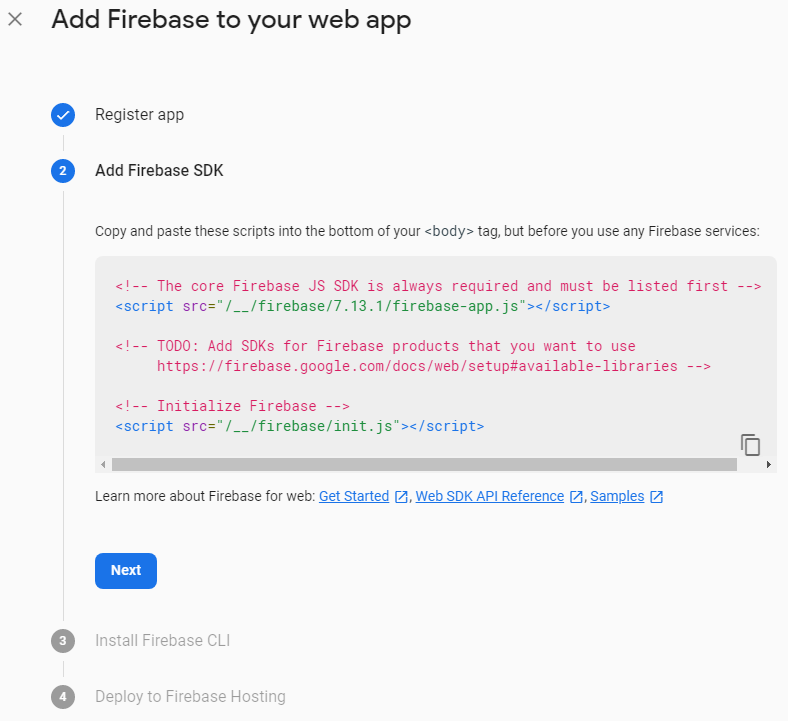 Add Firebase to your web app
Register app
2
Add Firebase SDK
Copy and paste these scripts into the bottom of your <body> tag, but before you use any Firebase services:
<!-- The core Firebase JS SDK is always required and must be listed first -->
<script src="/__/firebase/7.13.1/firebase-app.js"></script>
<!-- TODO: Add SDKs for Firebase products that you want to use
https://firebase.google.com/docs/web/setup#available-libraries -->
<!-- Initialize Firebase -->
<script src="/__/firebase/init.js"></script>
Learn more about Firebase for web: Get Started, Web SDK API Reference, Samples
Next
3
Install Firebase CLI
4
Deploy to Firebase Hosting